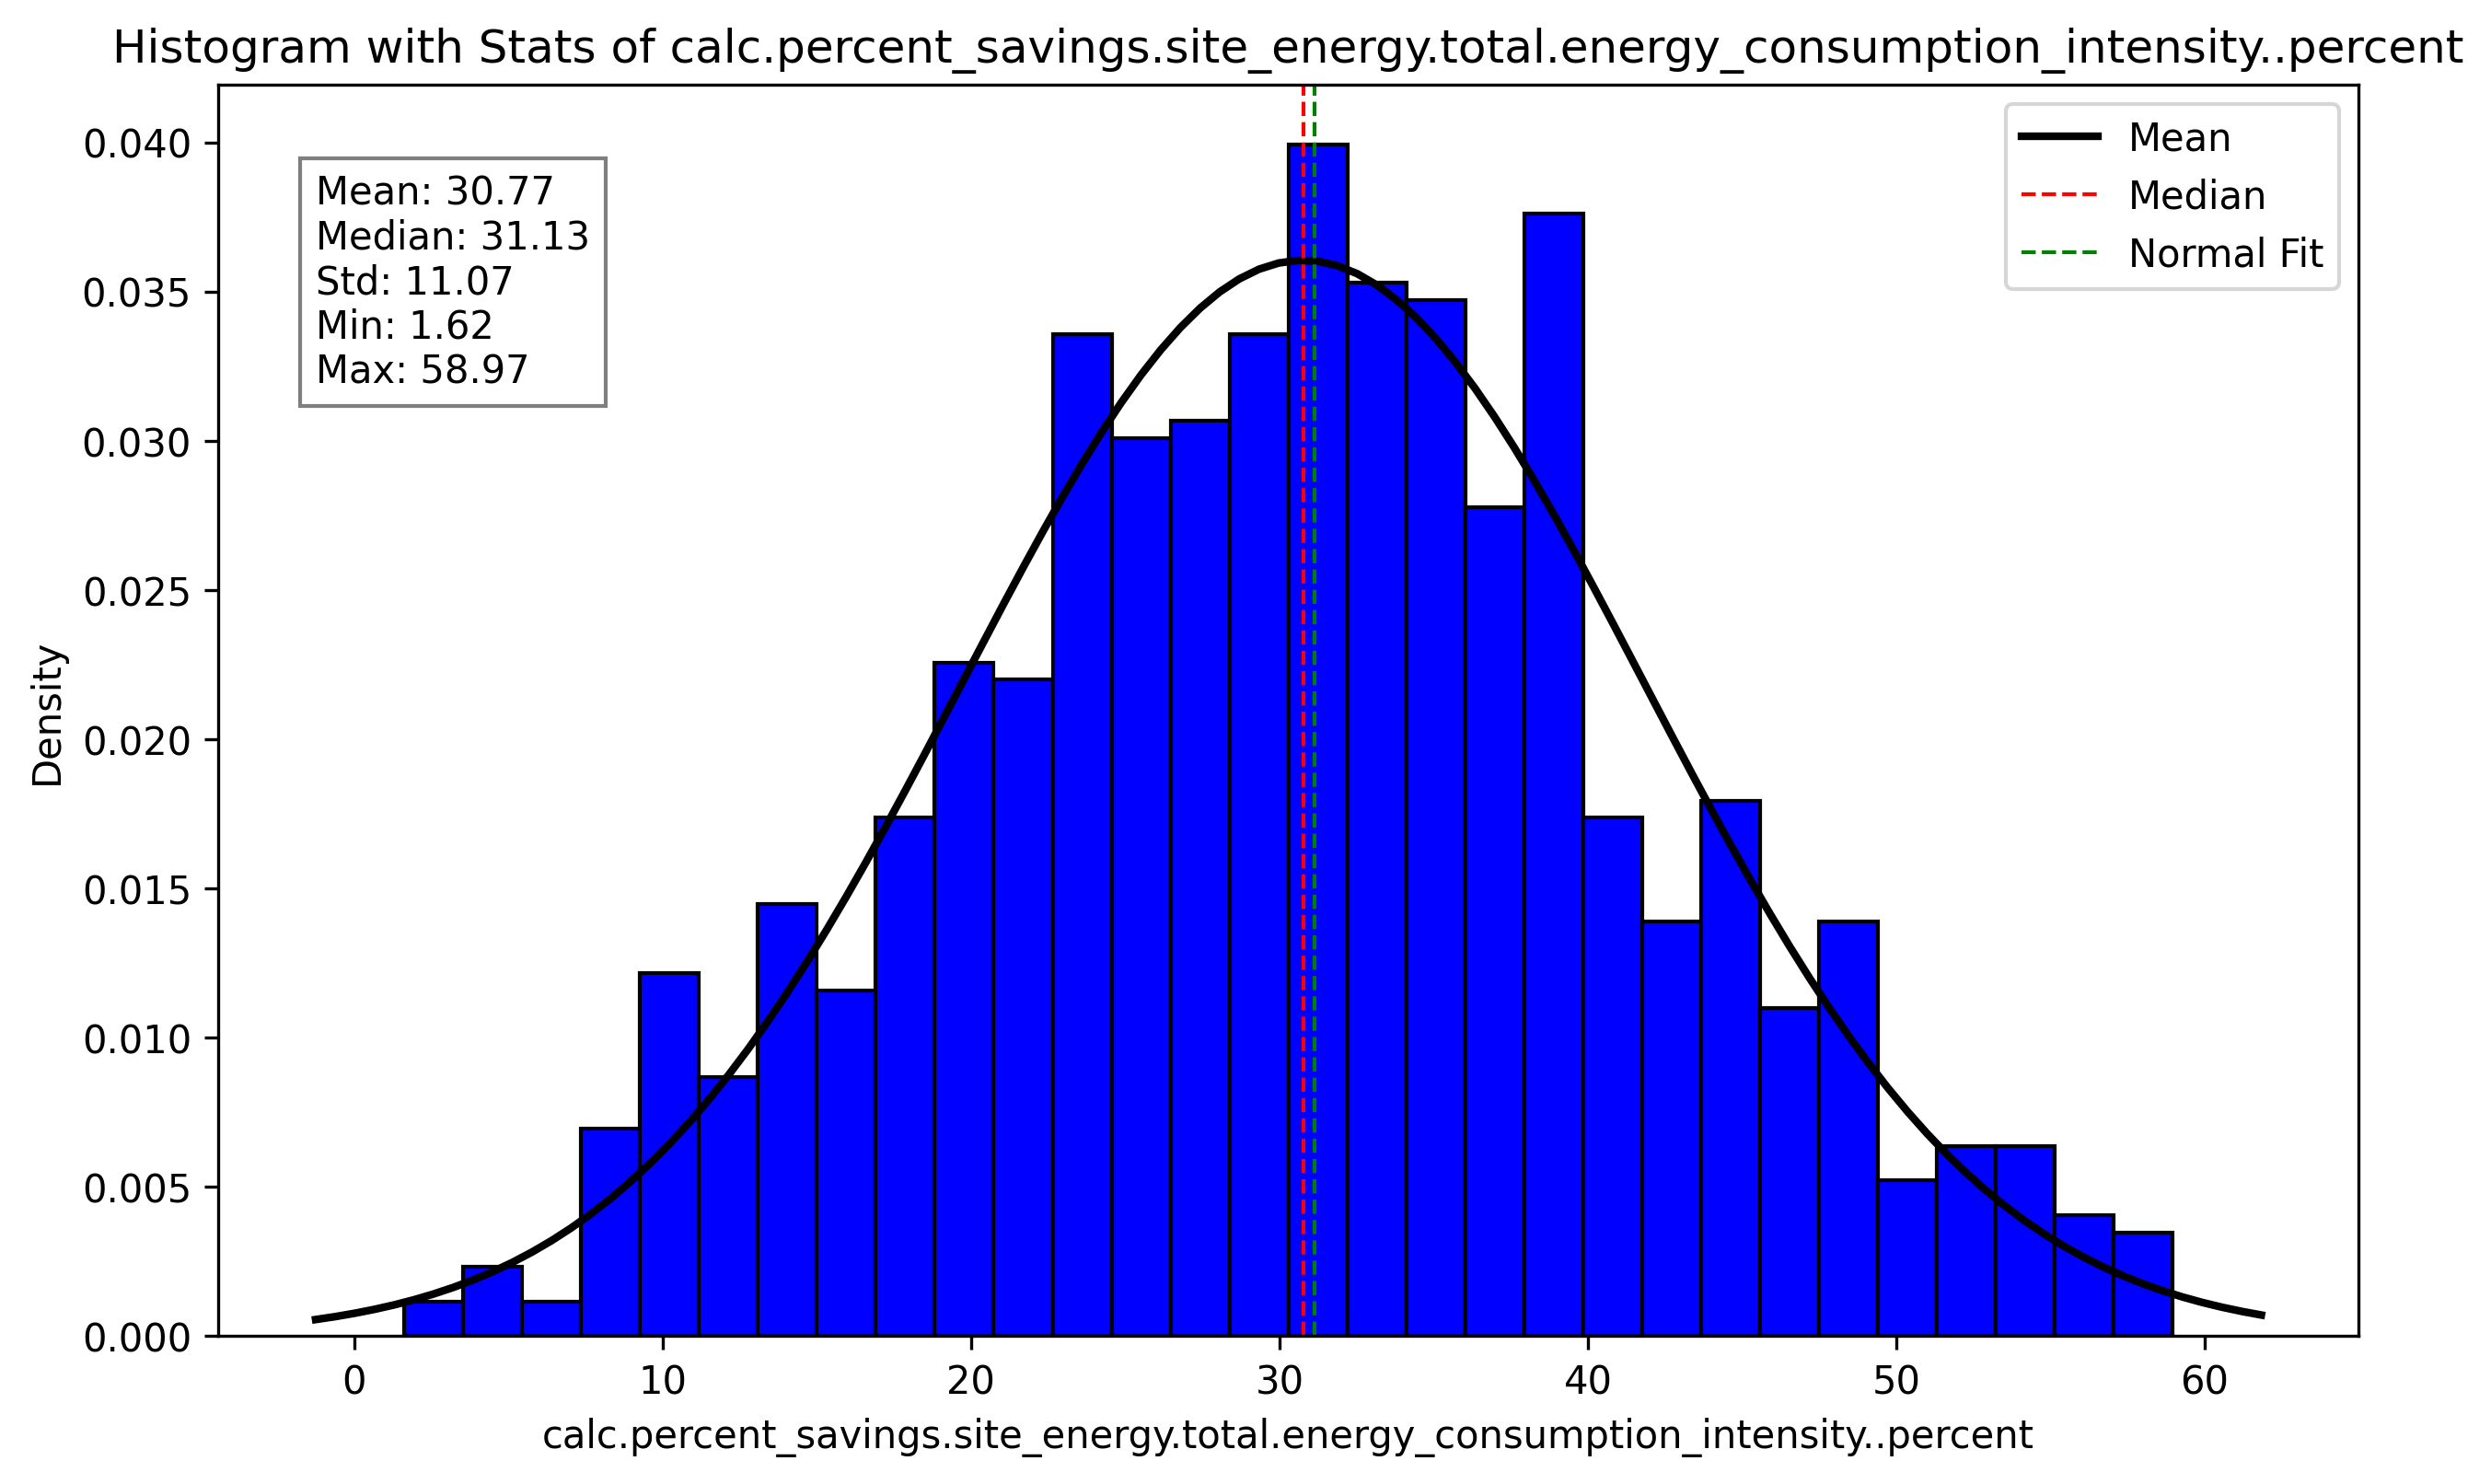 Histogram with Stats of calc.percent_savings.site_energy.total.energy_consumption_intensity..percent
Mean
Median
Normal Fit
Mean: 30.77
Median: 31.13
Std: 11.07
Min: 1.62
Max: 58.97
0.040
0.035
0.030
0.025
0.020
0.015
0.010
0.005
0.000
Density
0 10 20 30 40 50 60
calc.percent_savings.site_energy.total.energy_consumption_intensity..percent